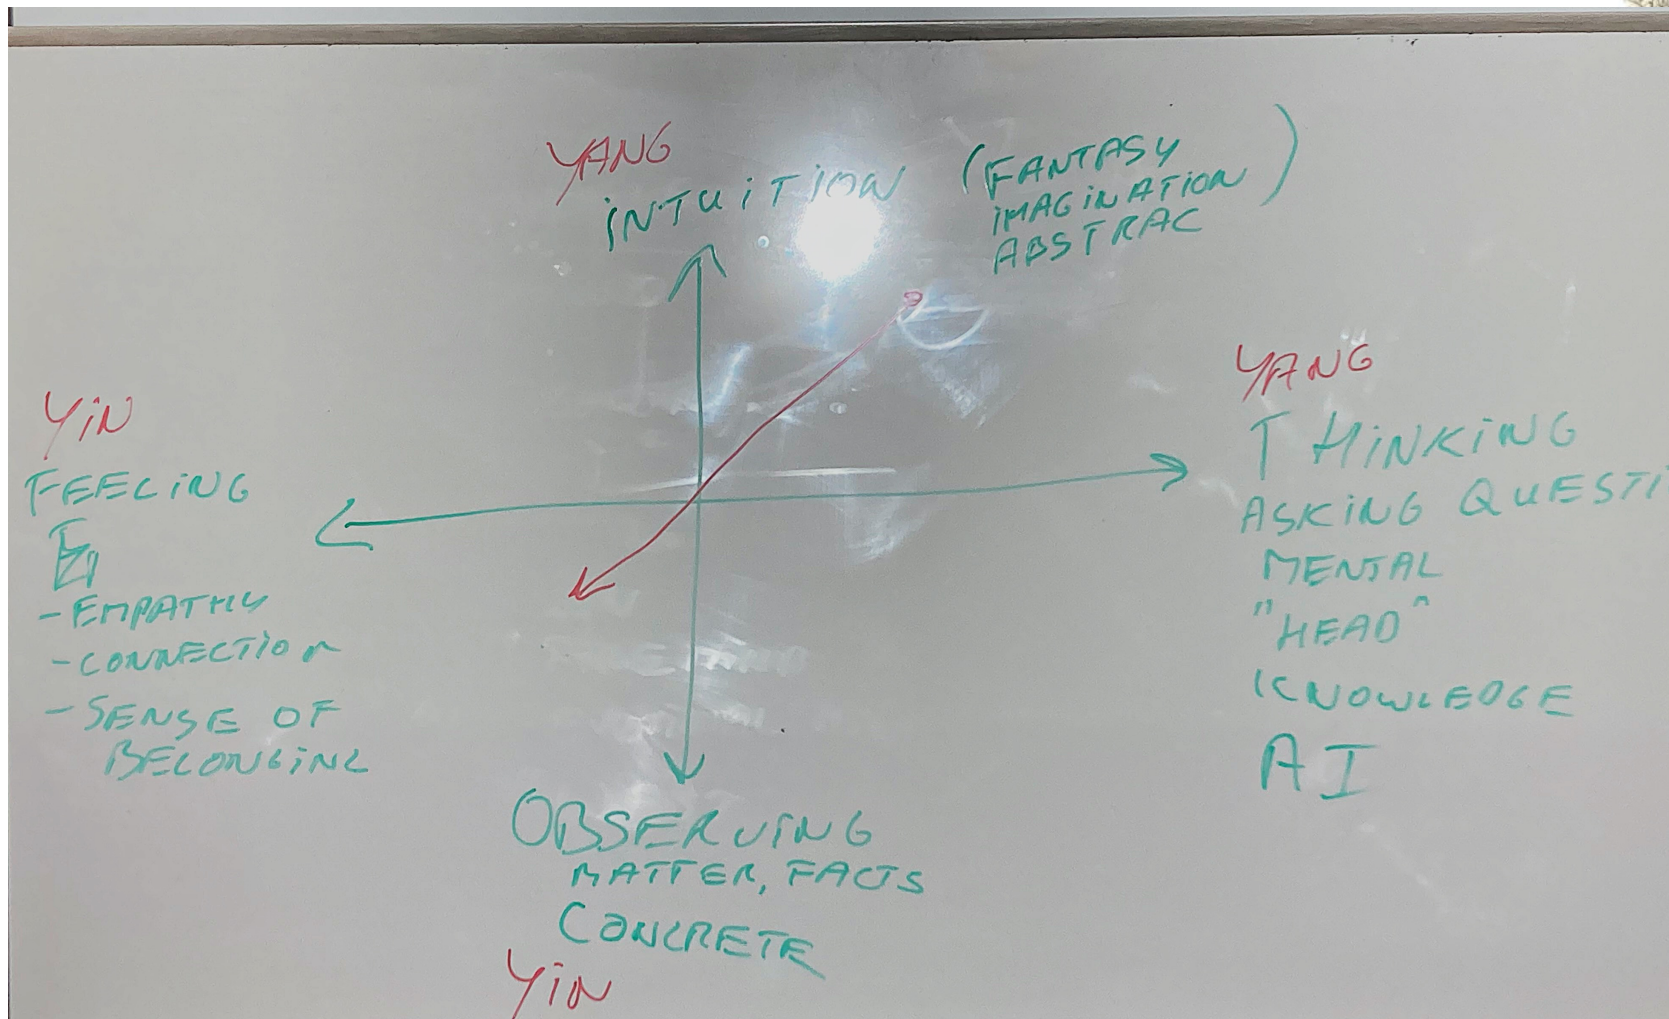 YANG
iNTUiTiON (FANTASY
iMAGiNATiON)
ABSTRAC
YiN
FEELiNG
- EMPATHY
- CONNECTiON
- SENSE OF
BELONGiNG
YANG
THiNKiNG
ASKiNG QUESTI
MENTAL
"HEAD"
KNOWLEDGE
AI
OBSERViNG
MATTER, FACTS
CONCRETE
YiN